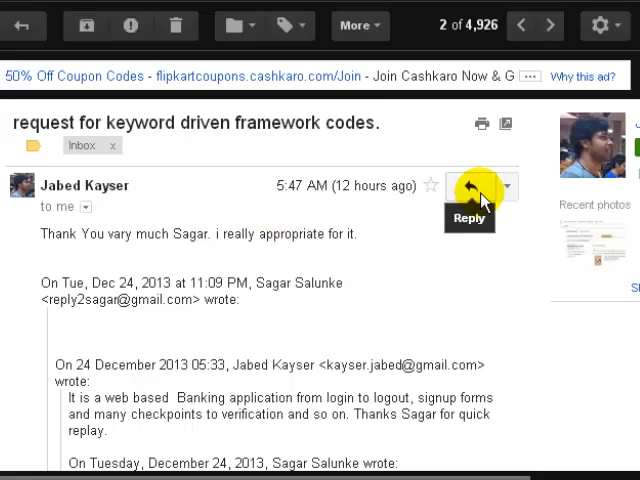 More
2 of 4,926
50% Off Coupon Codes - flipkartcoupons.cashkaro.com/Join - Join Cashkaro Now & G ... Why this ad?
request for keyword driven framework codes.
Inbox x
Jabed Kayser 5:47 AM (12 hours ago)
to me
Reply
Recent photos
Thank You vary much Sagar. i really appropriate for it.
On Tue, Dec 24, 2013 at 11:09 PM, Sagar Salunke
<reply2sagar@gmail.com> wrote:
On 24 December 2013 05:33, Jabed Kayser <kayser.jabed@gmail.com>
wrote:
It is a web based Banking application from login to logout, signup forms
and many checkpoints to verification and so on. Thanks Sagar for quick
replay.
On Tuesday, December 24, 2013, Sagar Salunke wrote: